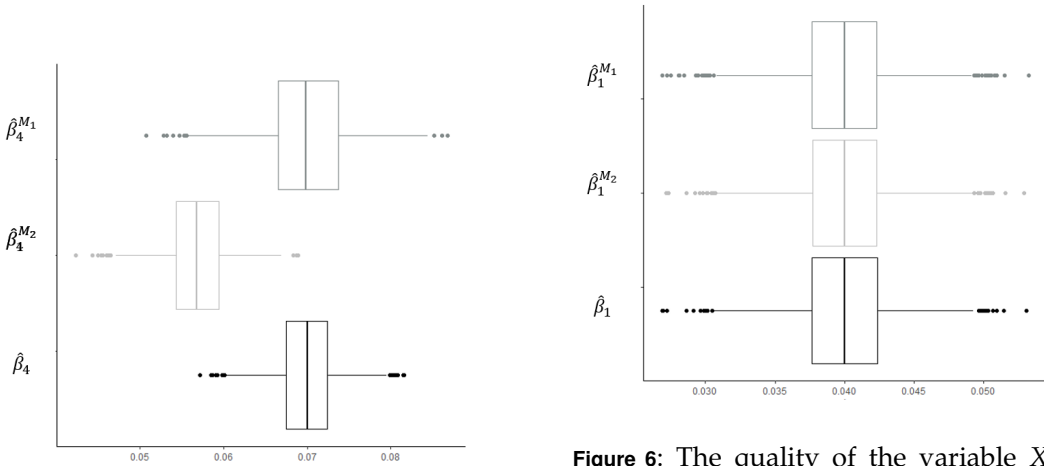 β̂₄^M₁
β̂₄^M₂
β̂₄
0.05 0.06 0.07 0.08
β̂₁^M₁
β̂₁^M₂
β̂₁
0.030 0.035 0.040 0.045 0.050
Figure 6: The quality of the variable X